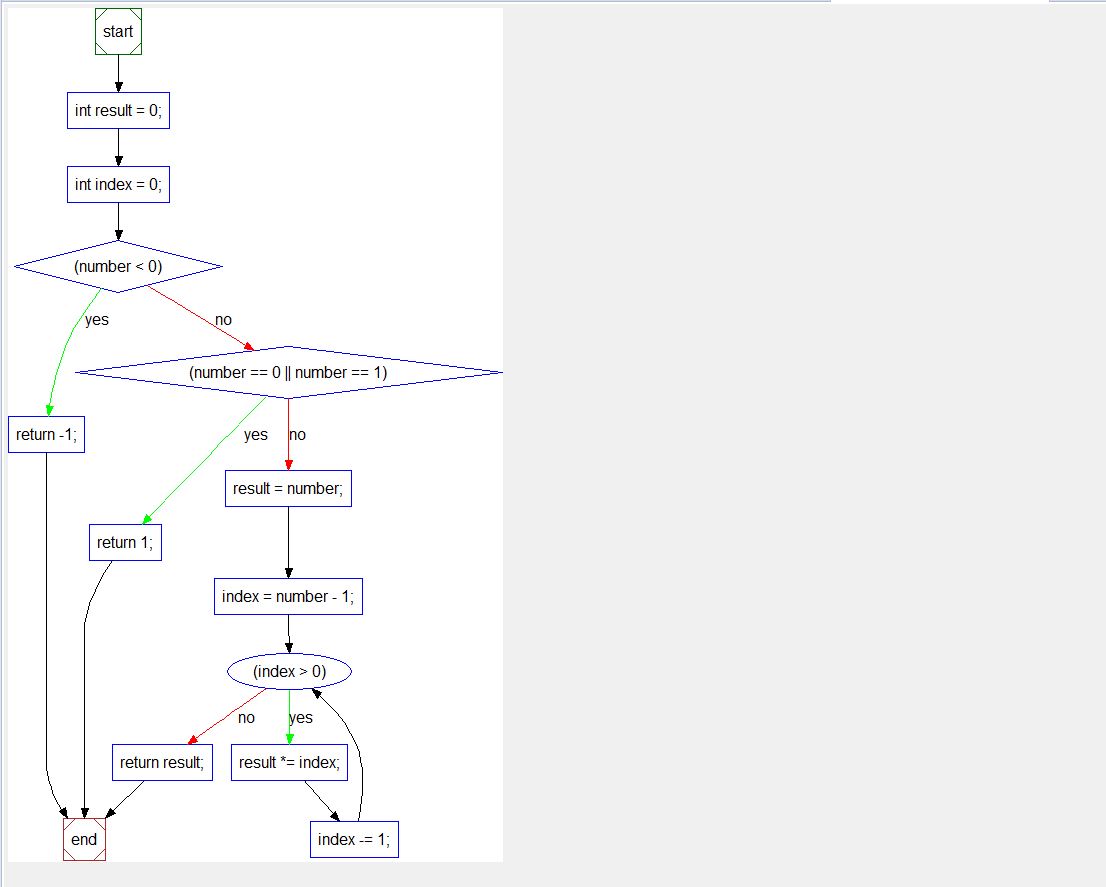 start
int result = 0;
int index = 0;
(number < 0)
yes
no
(number == 0 || number == 1)
return -1;
yes
no
result = number;
return 1;
index = number - 1;
(index > 0)
no
yes
return result;
result *= index;
end
index -= 1;